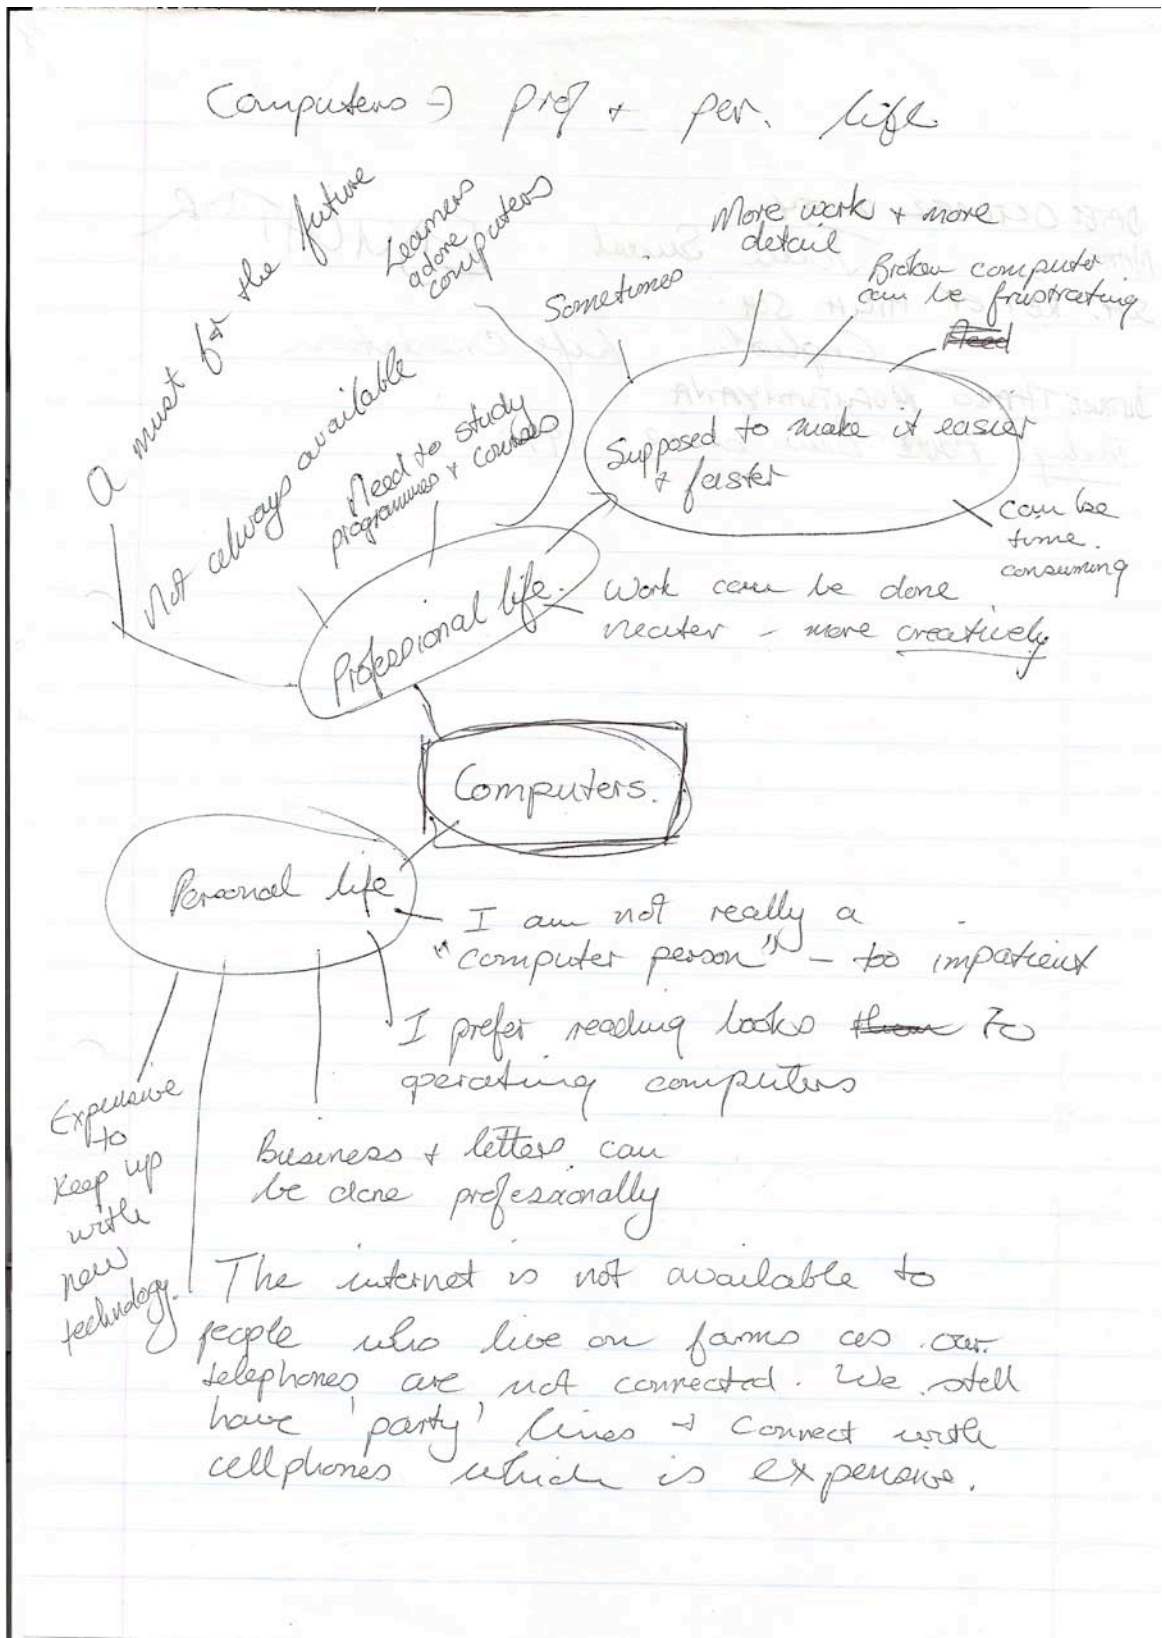 Computers → prof + per. life
A must for the future
Learners
adore
computers
Not always available
Need to study
programmes & courses
Sometimes
More work + more
detail
Broken computer
can be frustrating
Need
Supposed to make it easier
+ faster
can be
time.
consuming
Professional life.
Work can be done
neater - more creatively
Computers.
Personal life
I am not really a
"computer person" - too impatient
I prefer reading books than to
operating computers
Business + letters can
be done professionally
Expensive
to
keep up
with
new
technology.
The internet is not available to
people who live on farms as our
telephones are not connected. We still
have 'party' lines + connect with
cellphones which is expensive.